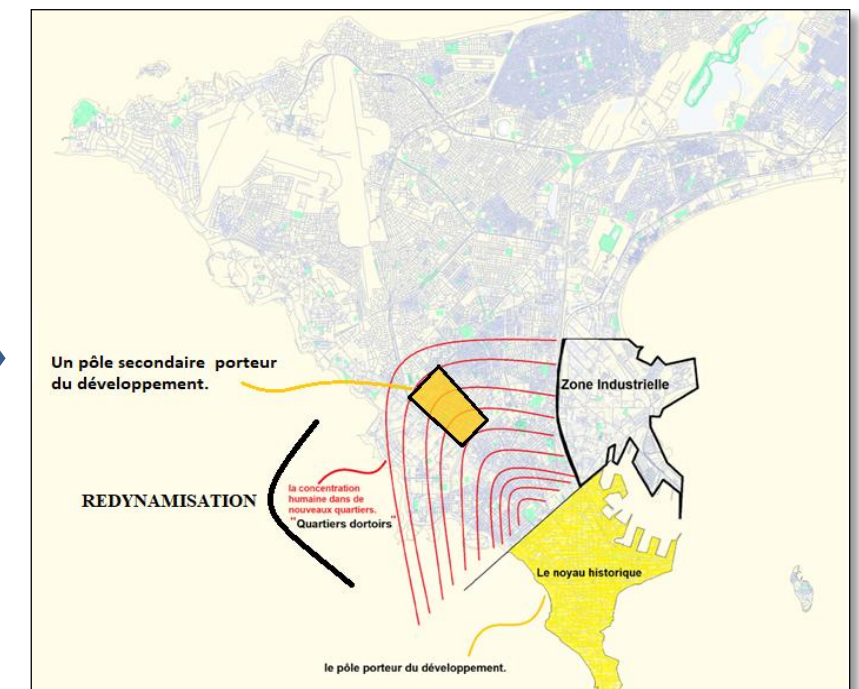 Un pôle secondaire porteur
du développement.
Zone Industrielle
REDYNAMISATION
la concentration
humaine dans de
nouveaux quartiers.
"Quartiers dortoirs"
Le noyau historique
le pôle porteur du développement.